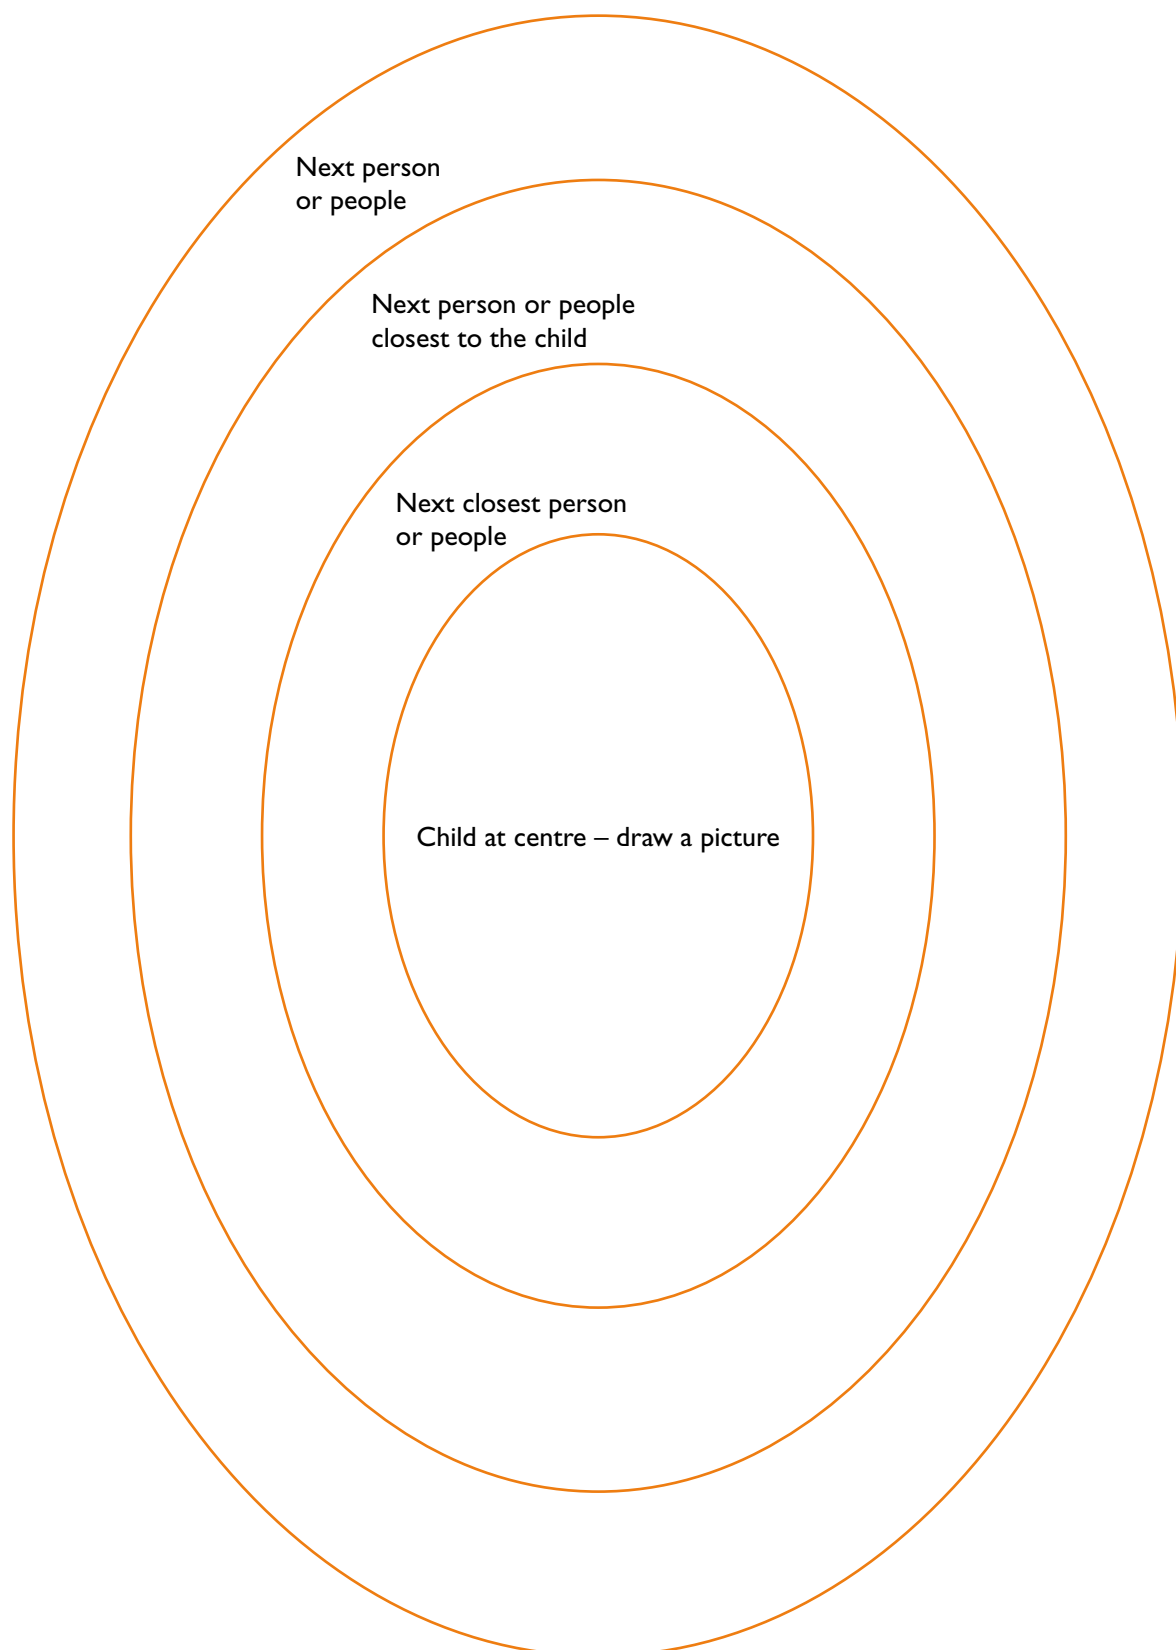 Next person
or people
Next person or people
closest to the child
Next closest person
or people
Child at centre – draw a picture